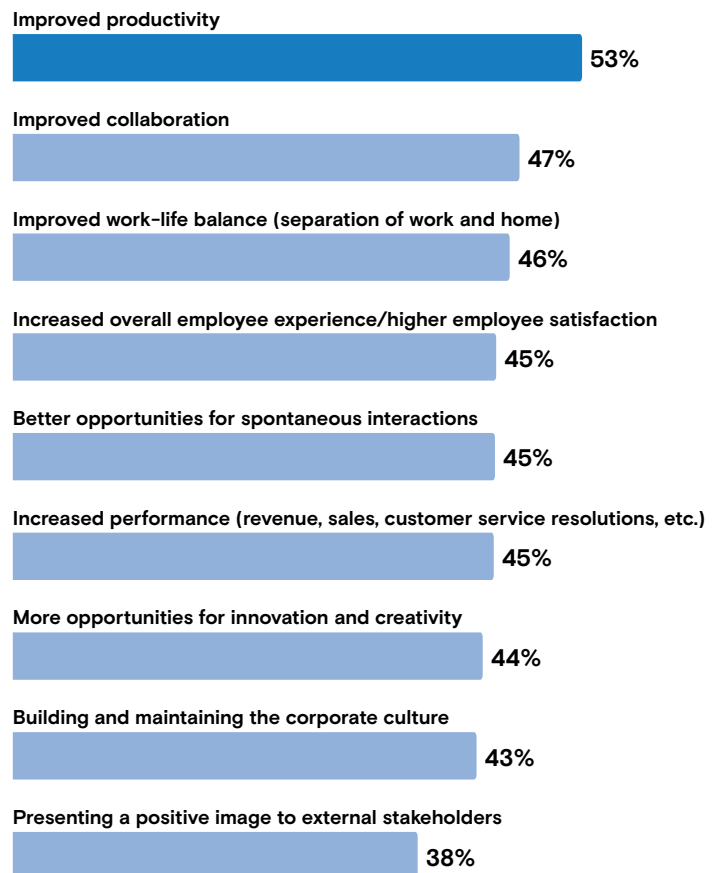 Improved productivity
53%
Improved collaboration
47%
Improved work-life balance (separation of work and home)
46%
Increased overall employee experience/higher employee satisfaction
45%
Better opportunities for spontaneous interactions
45%
Increased performance (revenue, sales, customer service resolutions, etc.)
45%
More opportunities for innovation and creativity
44%
Building and maintaining the corporate culture
43%
Presenting a positive image to external stakeholders
38%